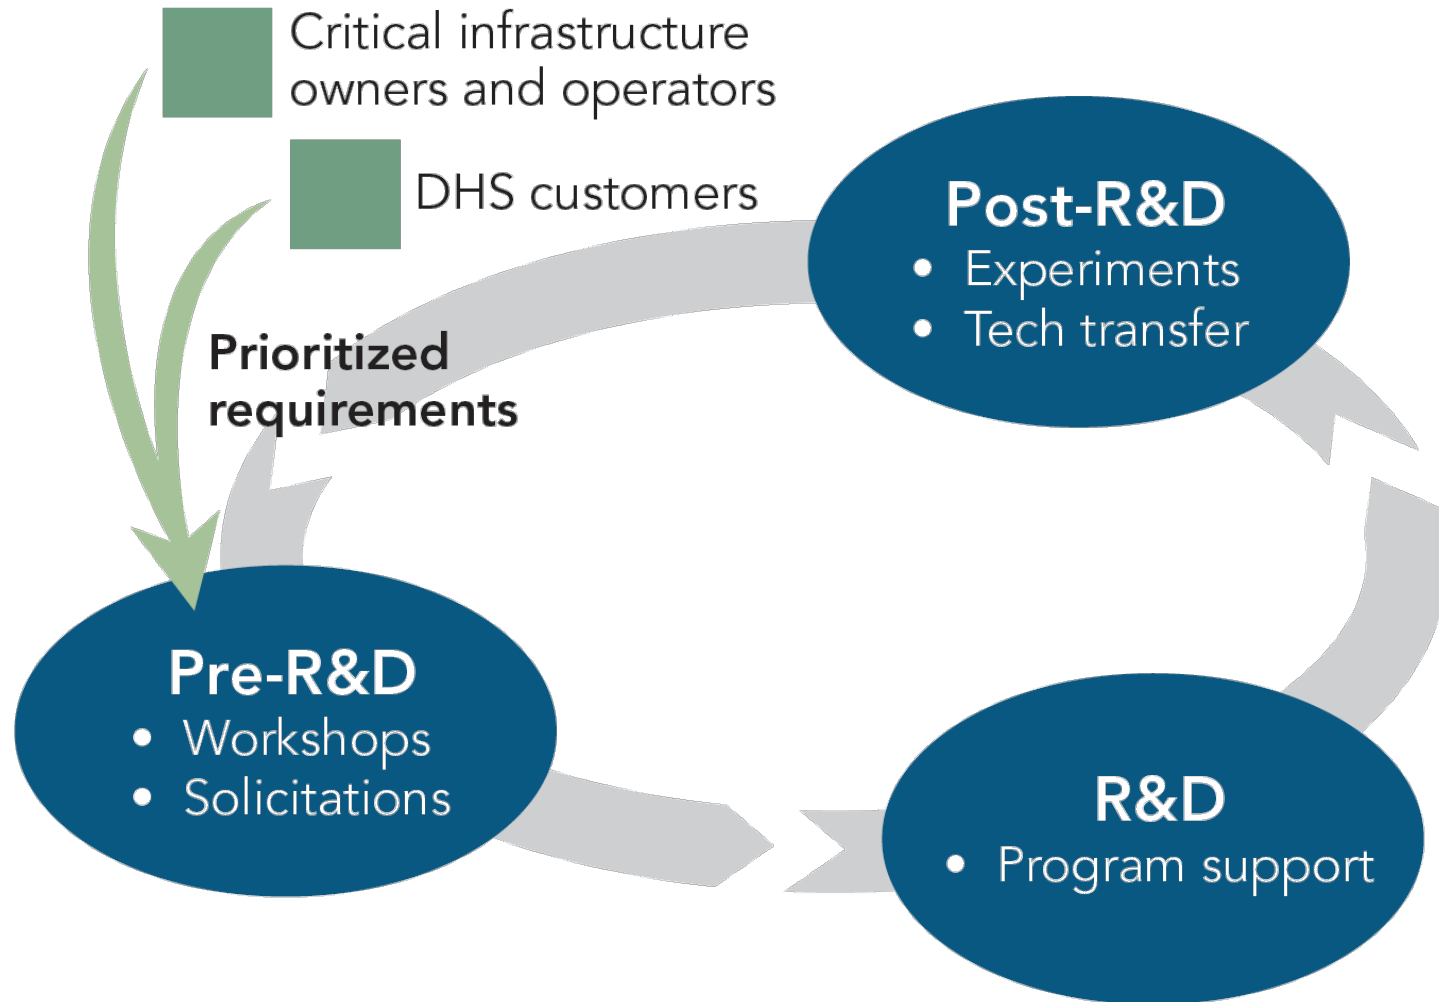 Critical infrastructure
owners and operators
DHS customers
Prioritized
requirements
Post-R&D
• Experiments
• Tech transfer
Pre-R&D
• Workshops
• Solicitations
R&D
• Program support